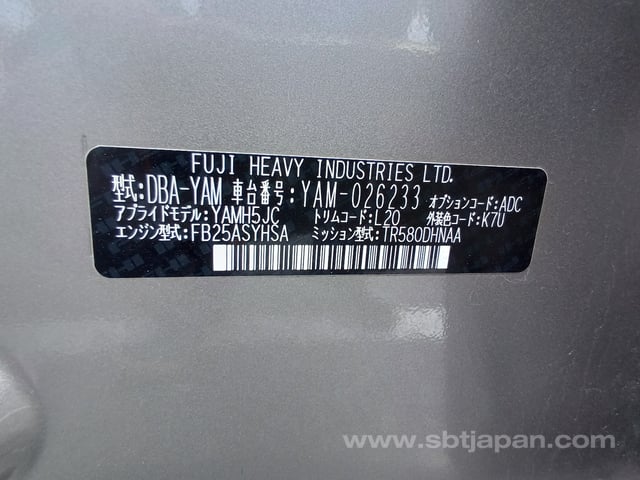 FUJI HEAVY INDUSTRIES LTD.
型式:DBA-YAM 車台番号:YAM-026233 オプションコード:ADC
アプライドモデル:YAMH5JC トリムコード:L20 外装色コード:K7U
エンジン型式:FB25ASYHSA ミッション型式:TR580DHNAA
www.sbtjapan.com